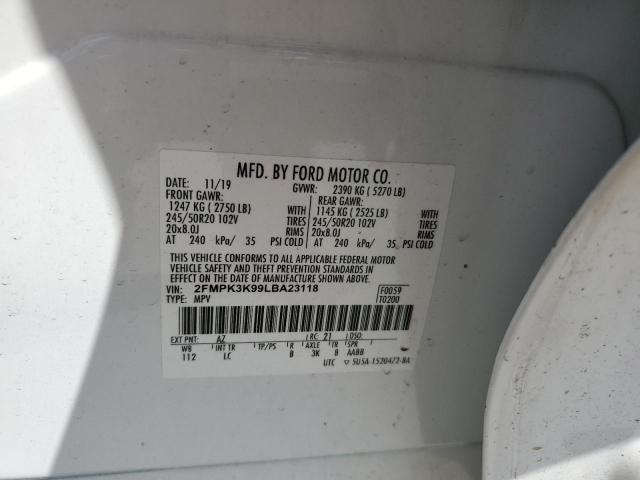 MFD. BY FORD MOTOR CO.
DATE: 11/19 GVWR: 2390 KG ( 5270 LB)
FRONT GAWR: REAR GAWR:
1247 KG ( 2750 LB) WITH 1145 KG ( 2525 LB) WITH
245/50R20 102V TIRES 245/50R20 102V TIRES
20x8.0J RIMS 20x8.0J RIMS
AT 240 kPa/ 35 PSI COLD AT 240 kPa/ 35 PSI COLD
THIS VEHICLE CONFORMS TO ALL APPLICABLE FEDERAL MOTOR
VEHICLE SAFETY AND THEFT PREVENTION STANDARDS IN
EFFECT ON THE DATE OF MANUFACTURE SHOWN ABOVE.
VIN: 2FMPK3K99LBA23118 F0059
TYPE: MPV T0200
EXT PNT: AZ RC: 21 DSO:
WB INT TR TP/PS R AXLE TR SPR
112 LC B 3K 8 AABB
UTC 5U5A-1520472-BA